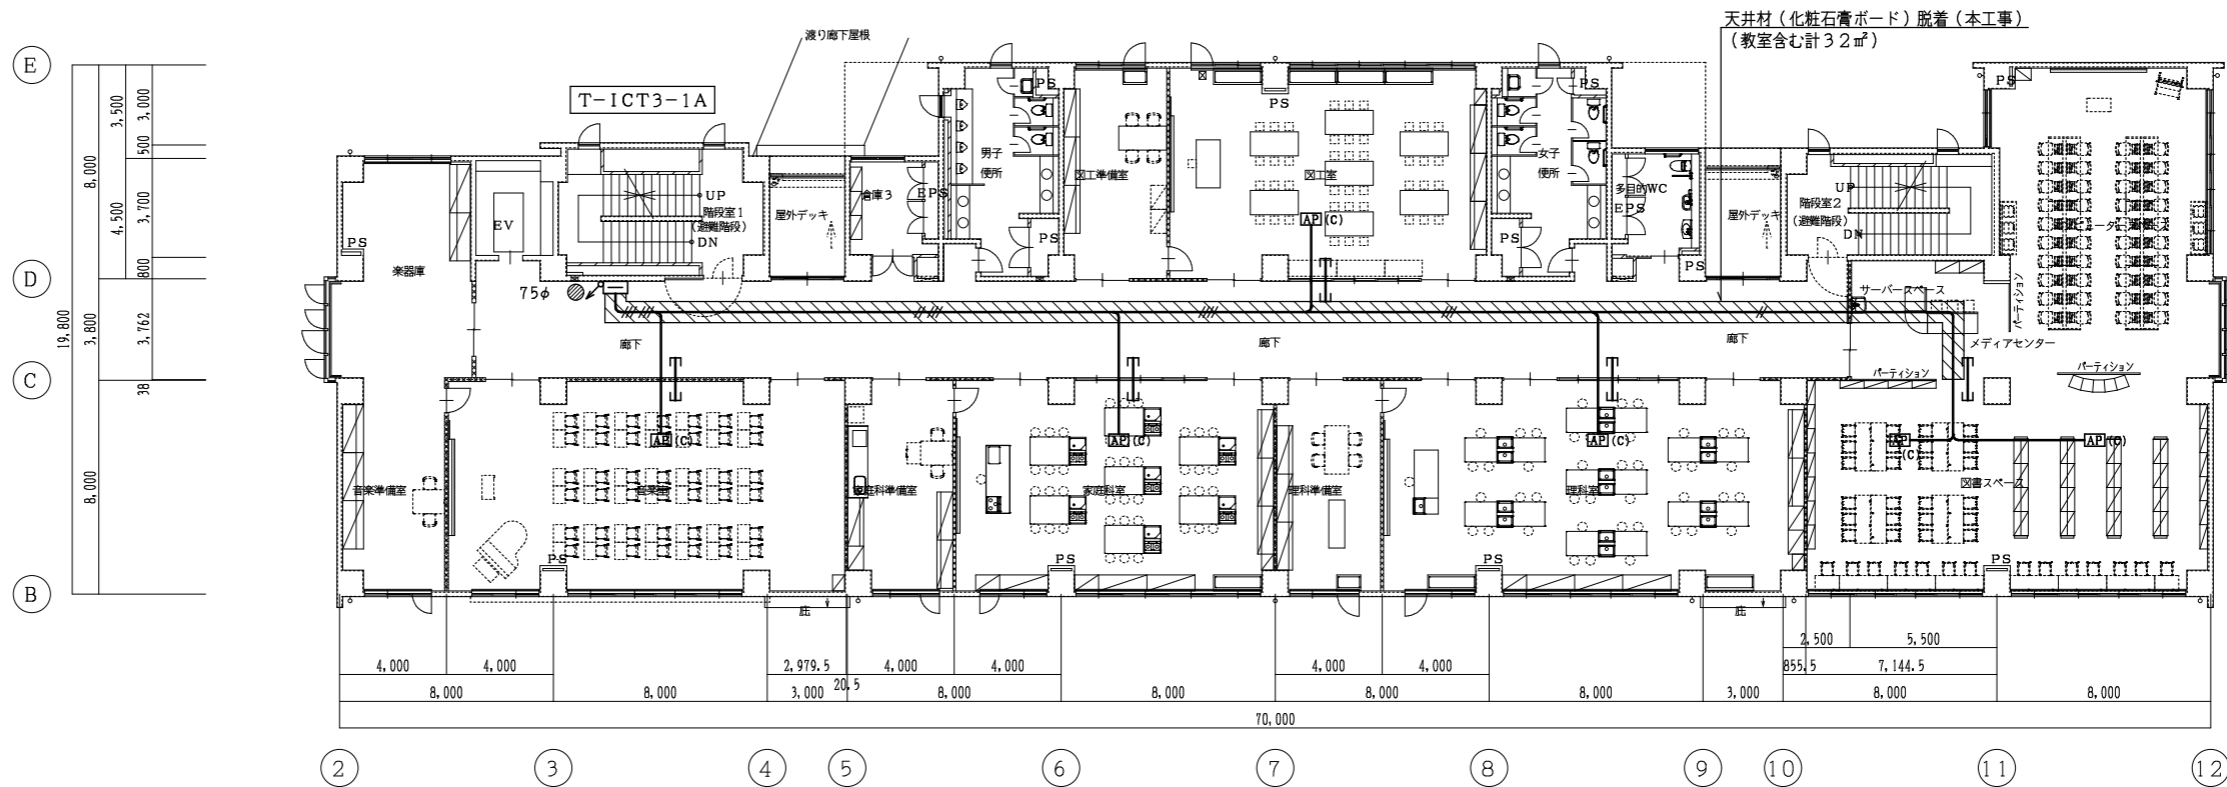 天井材（化粧石膏ボード）脱着（本工事）
（教室含む計３２㎡）
渡り廊下屋根
T-ICT3-1A
E
D
C
B
19,800
8,000
3,800
8,000
3,500
4,500
3,000
500
3,700
800
3,762
38
PS
楽器庫
EV
UP
階段室１
（避難階段）
DN
75φ
屋外デッキ
倉庫３
EPS
男子
便所
PS
PS
図工準備室
PS
図工室
AP (C)
女子
便所
PS
PS
多目的WC
EPS
PS
屋外デッキ
階段室２
（避難階段）
UP
DN
サーバースペース
パーティション
PS
メディアセンター
パーティション
パーティション
廊下
廊下
廊下
音楽準備室
音楽室
AP (C)
PS
家庭科準備室
家庭科室
AP (C)
PS
理科準備室
理科室
AP (C)
PS
AP
(C)
AP (C)
図書スペース
PS
庇
庇
4,000
4,000
2,979.5
4,000
4,000
4,000
4,000
2,500
5,500
855.5
7,144.5
20.5
8,000
8,000
3,000
8,000
8,000
8,000
8,000
3,000
8,000
8,000
70,000
2
3
4
5
6
7
8
9
10
11
12